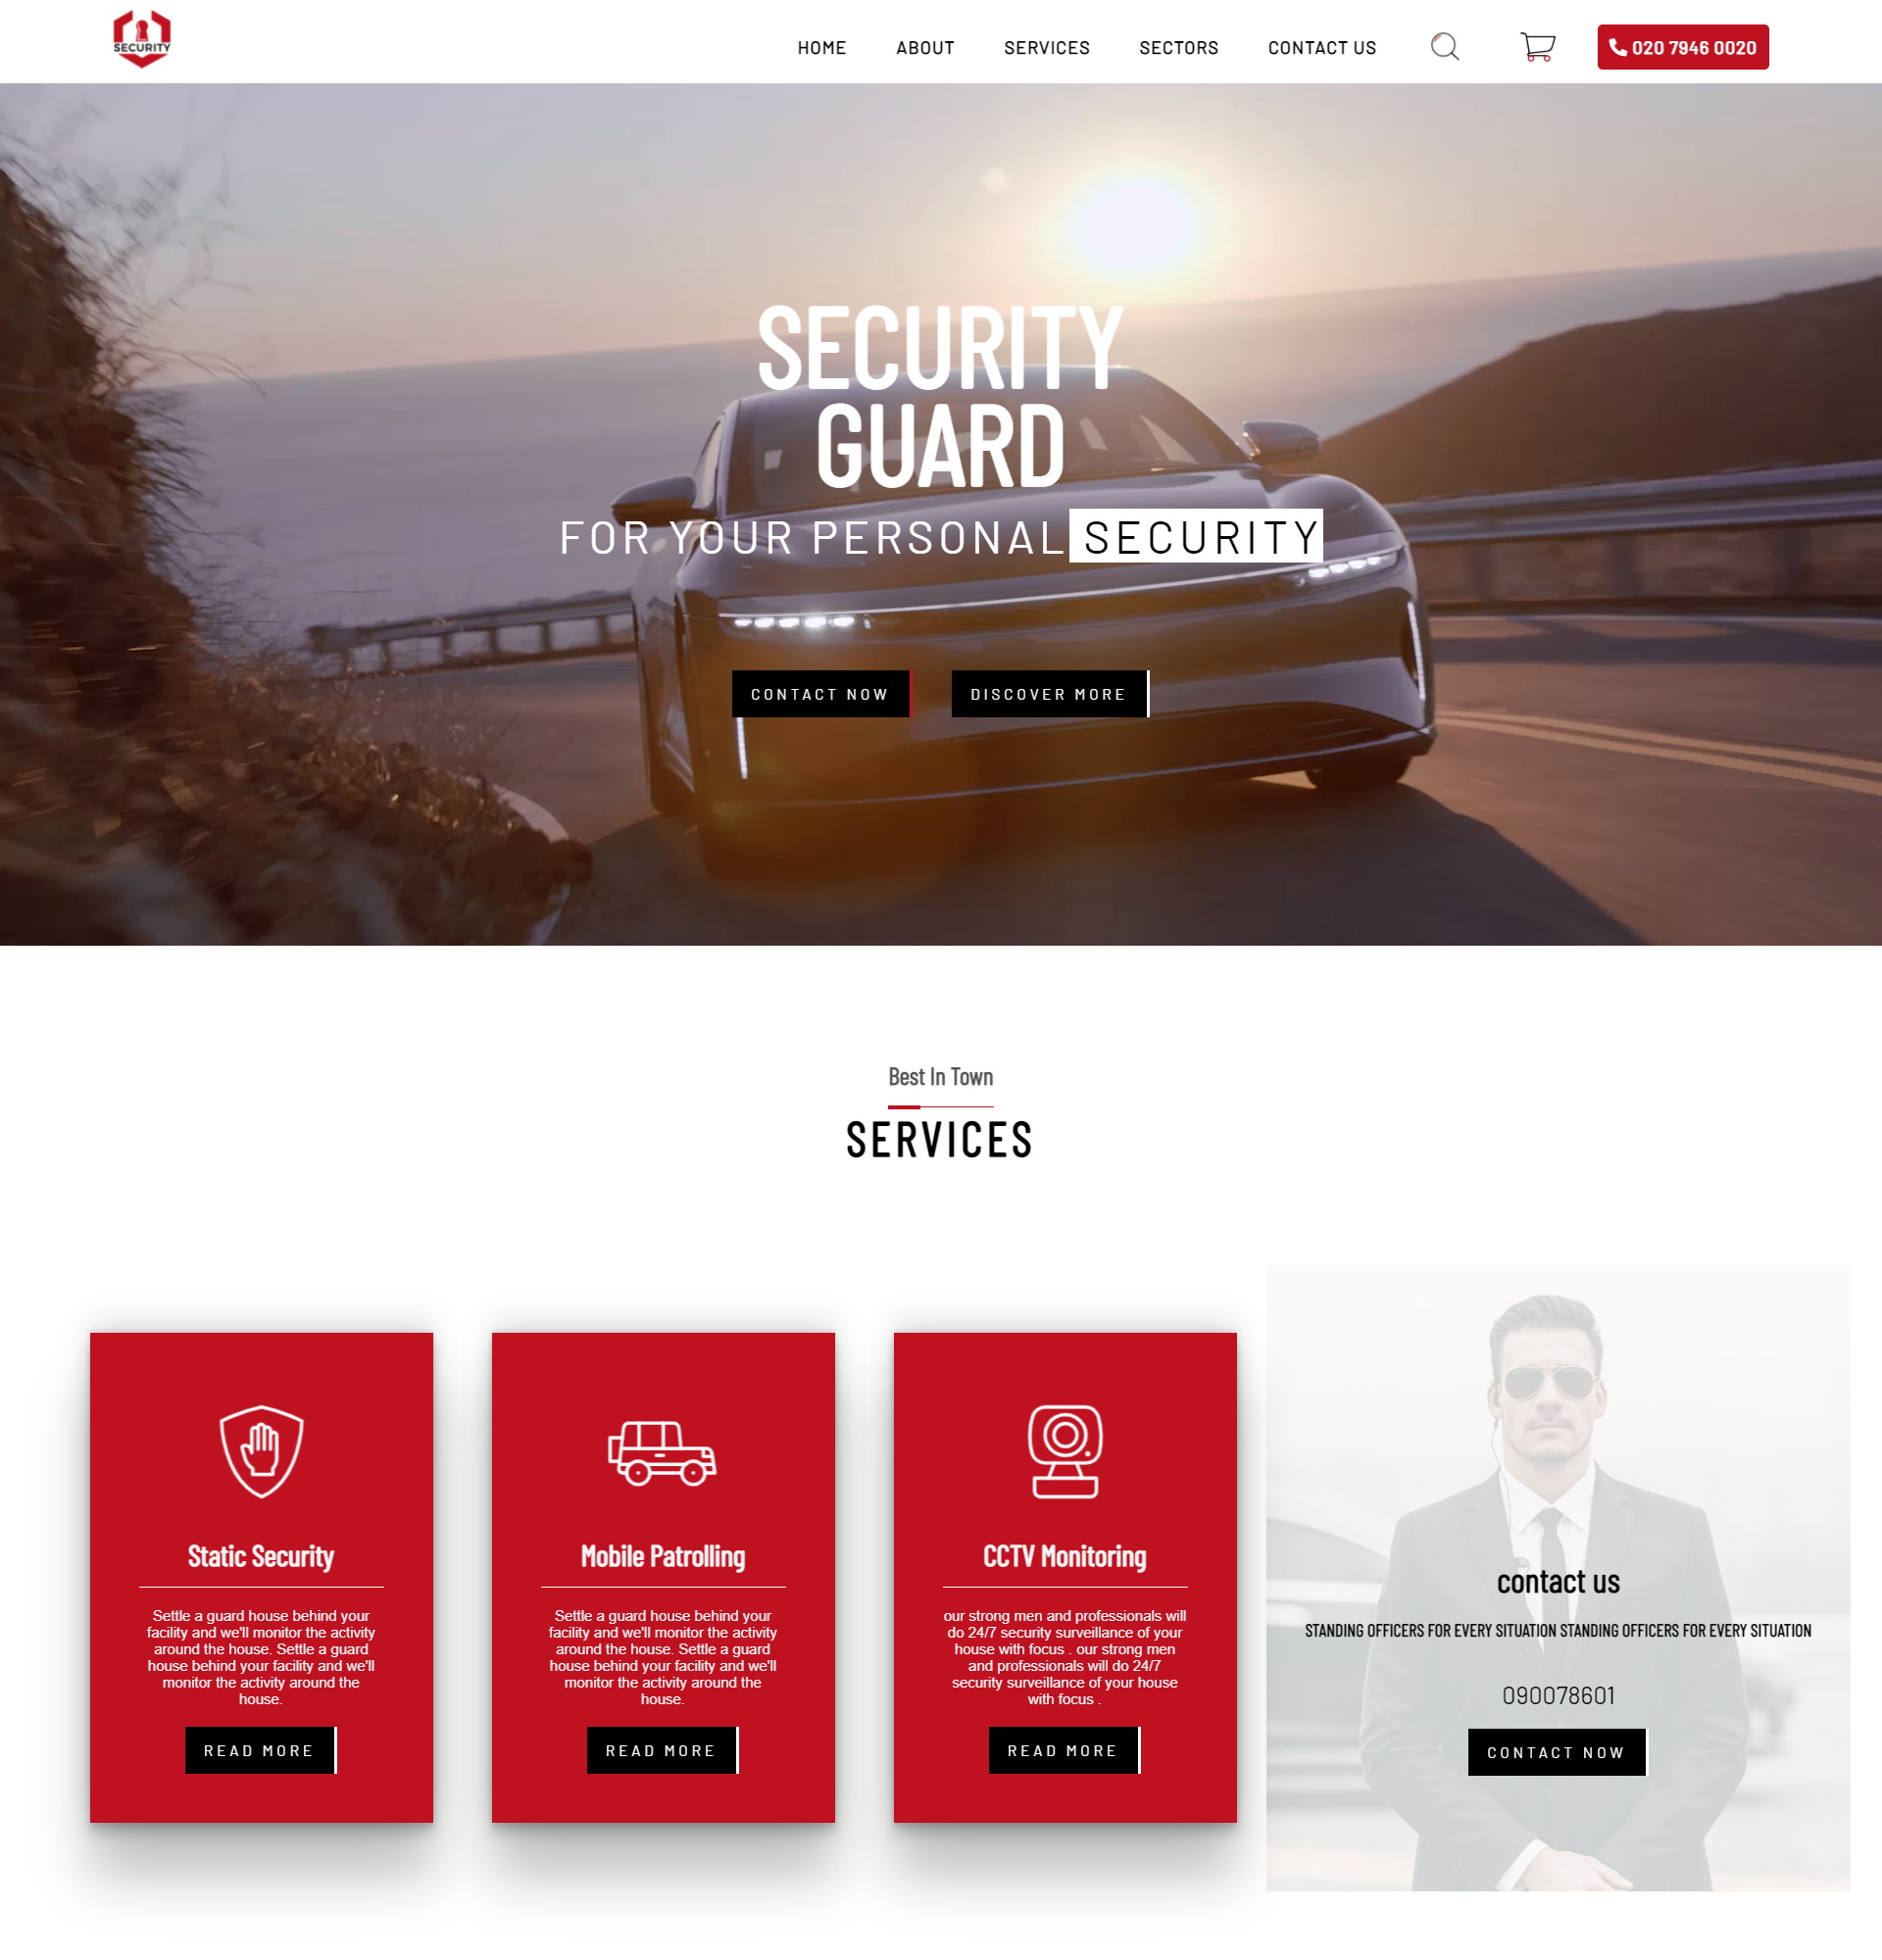 SECURITY
HOME ABOUT SERVICES SECTORS CONTACT US 020 7946 0020
SECURITY
GUARD
FOR YOUR PERSONAL SECURITY
CONTACT NOW DISCOVER MORE
Best In Town
SERVICES
Static Security
Settle a guard house behind your
facility and we'll monitor the activity
around the house. Settle a guard
house behind your facility and we'll
monitor the activity around the
house.
READ MORE
Mobile Patrolling
Settle a guard house behind your
facility and we'll monitor the activity
around the house. Settle a guard
house behind your facility and we'll
monitor the activity around the
house.
READ MORE
CCTV Monitoring
our strong men and professionals will
do 24/7 security surveillance of your
house with focus . our strong men
and professionals will do 24/7
security surveillance of your house
with focus .
READ MORE
contact us
STANDING OFFICERS FOR EVERY SITUATION STANDING OFFICERS FOR EVERY SITUATION
090078601
CONTACT NOW